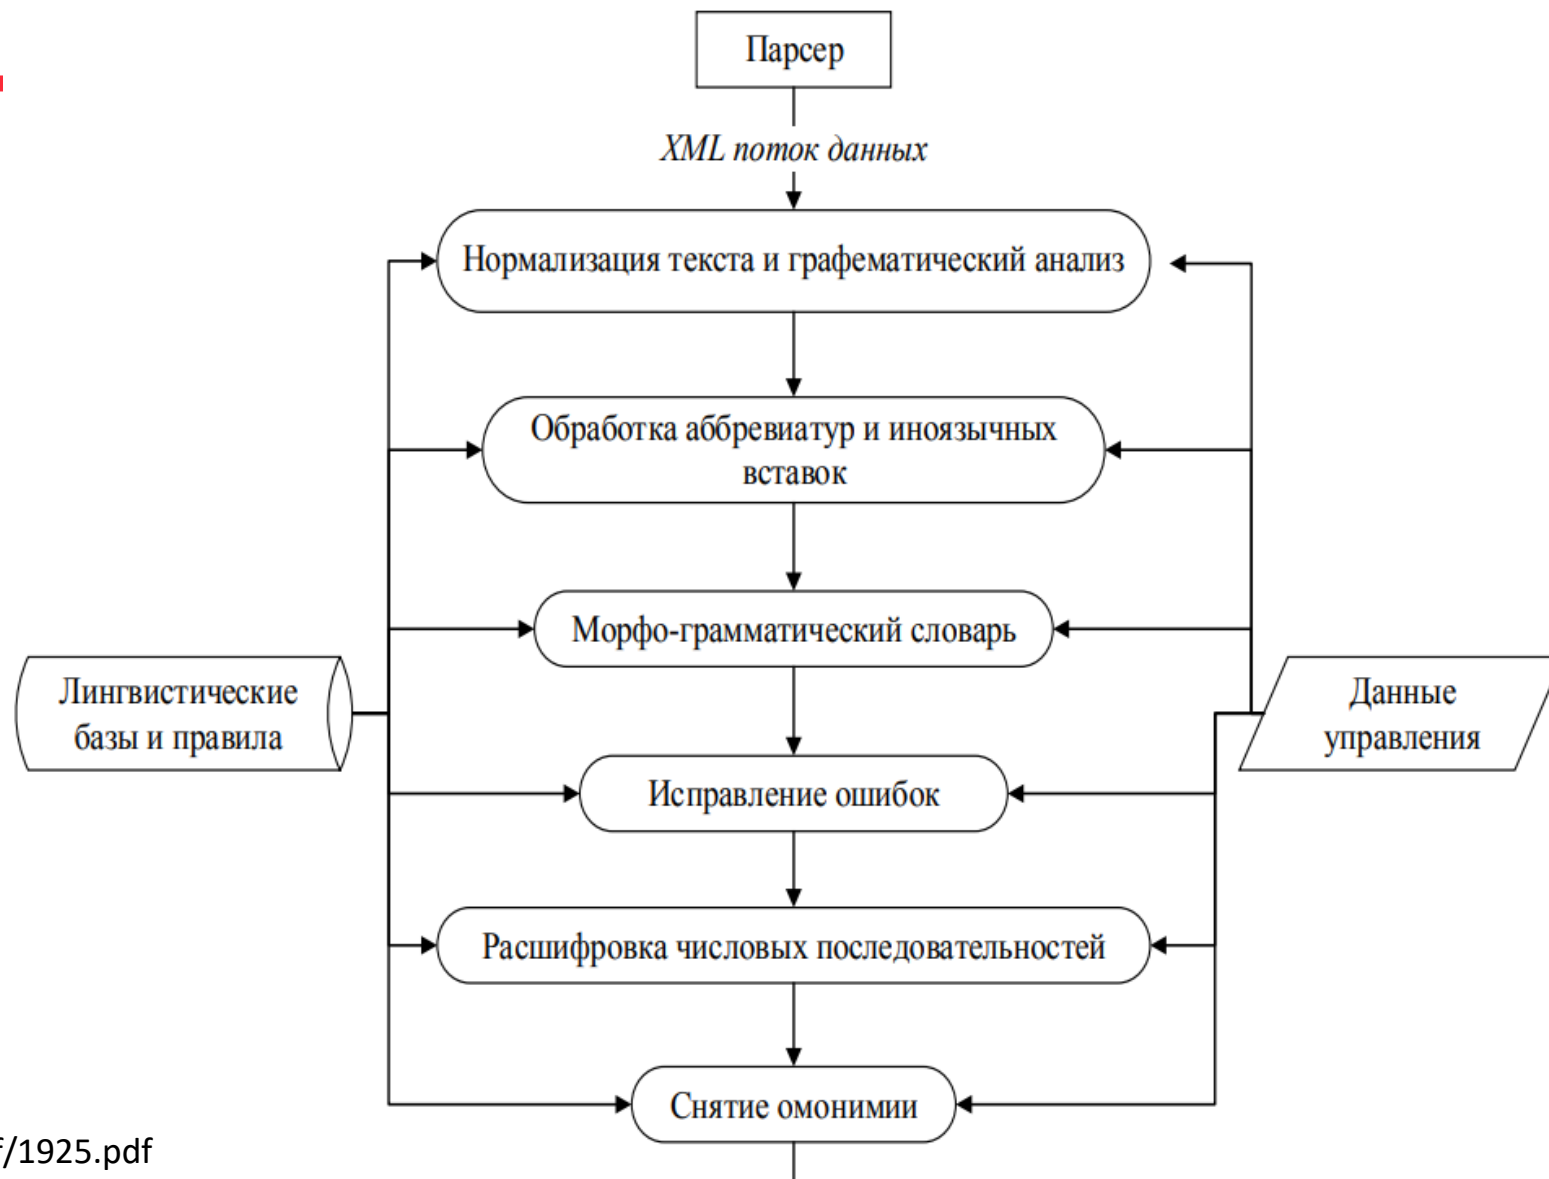 Парсер
XML поток данных
Нормализация текста и графематический анализ
Обработка аббревиатур и иноязычных
вставок
Морфо-грамматический словарь
Лингвистические
базы и правила
Данные
управления
Исправление ошибок
Расшифровка числовых последовательностей
Снятие омонимии
/1925.pdf